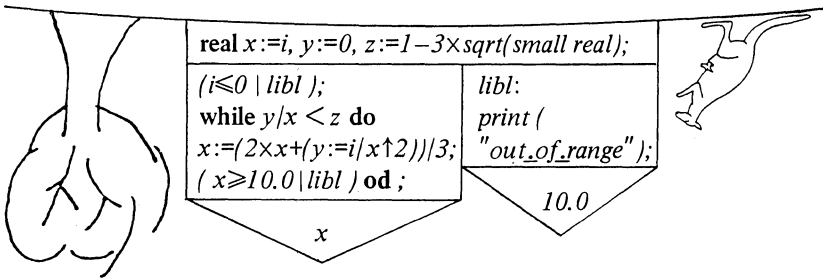 real x:=i, y:=0, z:=1−3×sqrt(small real);
(i≤0 | libl );
while y/x < z do
x:=(2×x+(y:=i/x↑2))/3;
( x≥10.0|libl ) od ;
x
libl:
print (
"out.of.range" );
10.0